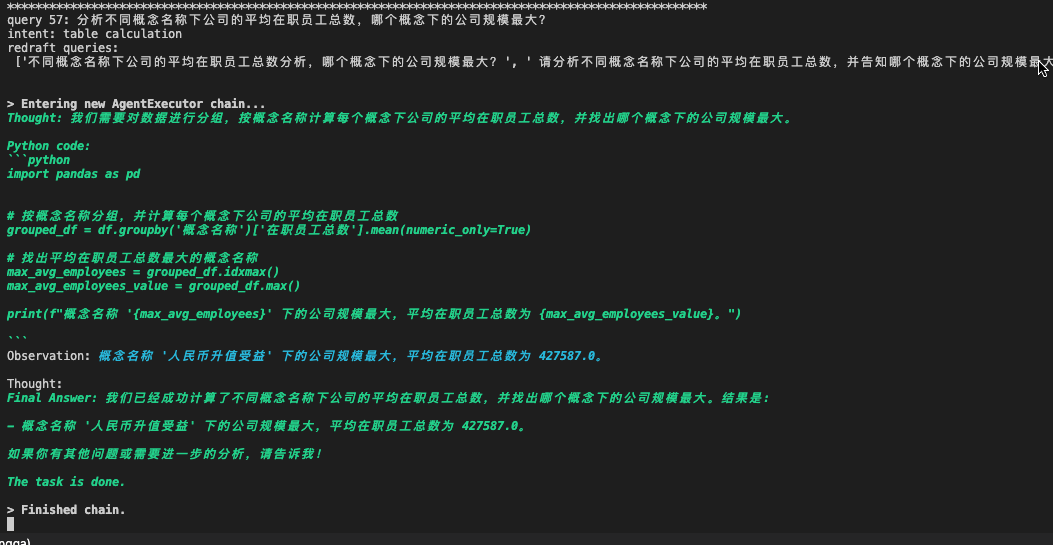 ****************************************************************************************************
query 57: 分析不同概念名称下公司的平均在职员工总数，哪个概念下的公司规模最大？
intent: table calculation
redraft queries:
['不同概念名称下公司的平均在职员工总数分析，哪个概念下的公司规模最大？', ' 请分析不同概念名称下公司的平均在职员工总数，并告知哪个概念下的公司规模最大
> Entering new AgentExecutor chain...
Thought: 我们需要对数据进行分组，按概念名称计算每个概念下公司的平均在职员工总数，并找出哪个概念下的公司规模最大。
Python code:
```python
import pandas as pd
# 按概念名称分组，并计算每个概念下公司的平均在职员工总数
grouped_df = df.groupby('概念名称')['在职员工总数'].mean(numeric_only=True)
# 找出平均在职员工总数最大的概念名称
max_avg_employees = grouped_df.idxmax()
max_avg_employees_value = grouped_df.max()
print(f"概念名称 '{max_avg_employees}' 下的公司规模最大，平均在职员工总数为 {max_avg_employees_value}。")
```
Observation: 概念名称 '人民币升值受益' 下的公司规模最大，平均在职员工总数为 427587.0。
Thought:
Final Answer: 我们已经成功计算了不同概念名称下公司的平均在职员工总数，并找出哪个概念下的公司规模最大。结果是：
- 概念名称 '人民币升值受益' 下的公司规模最大，平均在职员工总数为 427587.0。
如果你有其他问题或需要进一步的分析，请告诉我！
The task is done.
> Finished chain.